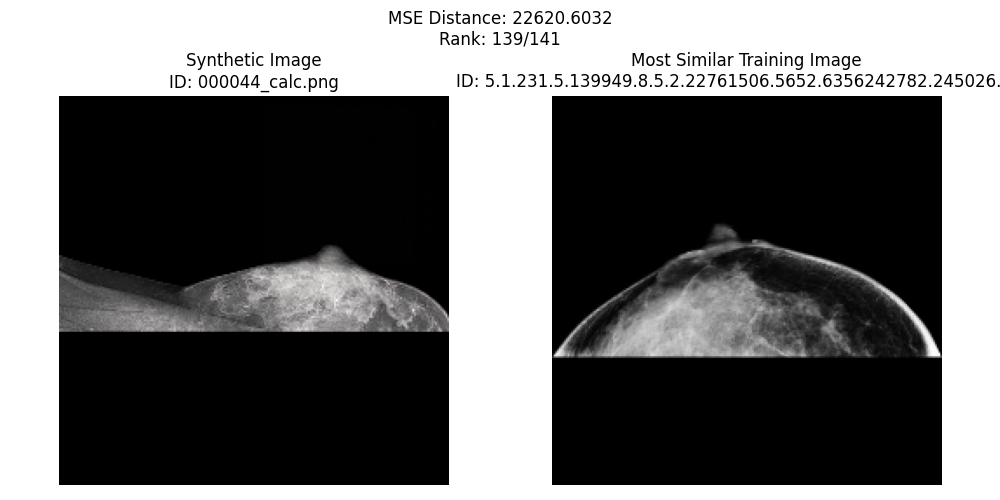 MSE Distance: 22620.6032
Rank: 139/141
Synthetic Image
ID: 000044_calc.png
Most Similar Training Image
ID: 5.1.231.5.139949.8.5.2.22761506.5652.6356242782.245026.